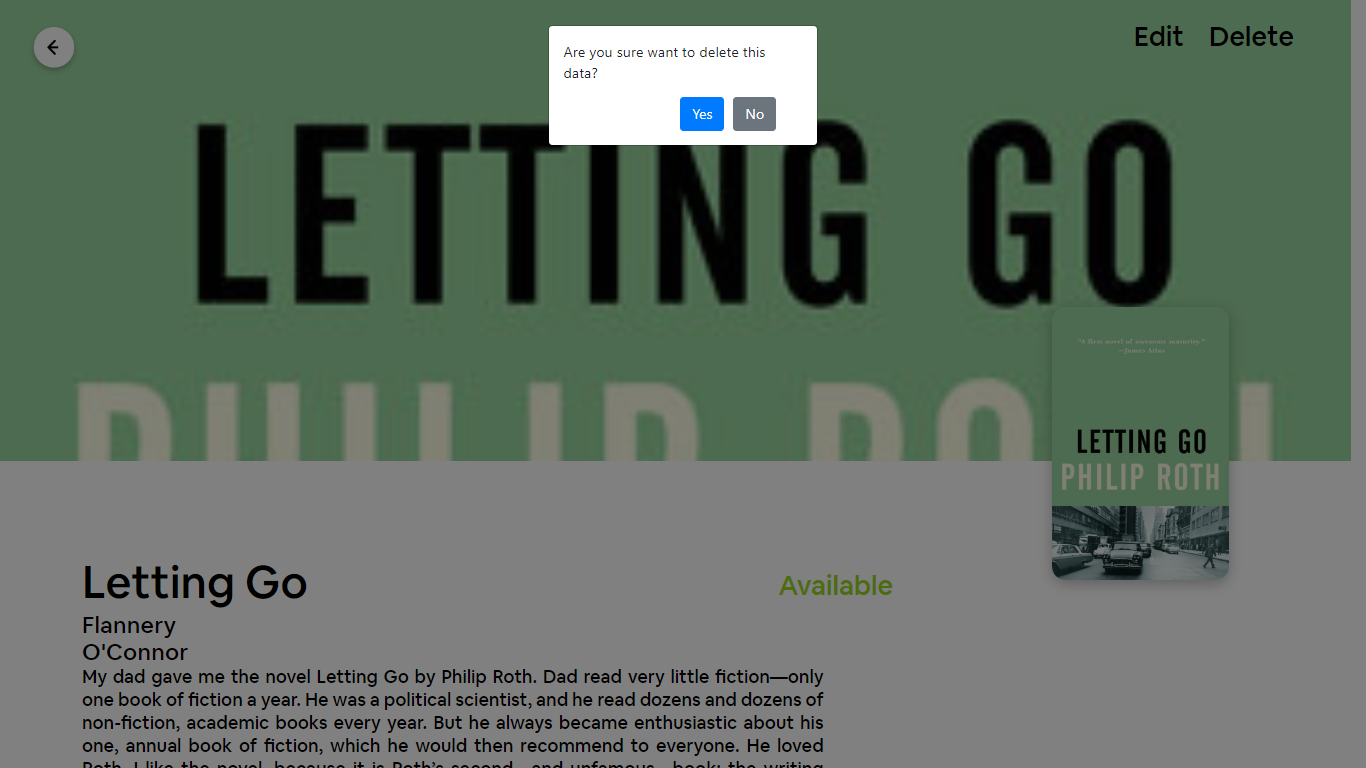 Edit Delete
Are you sure want to delete this
data?
Yes No
LETTING GO
PHILIP ROTH
"A first novel of awesome maturity."
—James Atlas
LETTING GO
PHILIP ROTH
Letting Go
Available
Flannery
O'Connor
My dad gave me the novel Letting Go by Philip Roth. Dad read very little fiction—only
one book of fiction a year. He was a political scientist, and he read dozens and dozens of
non-fiction, academic books every year. But he always became enthusiastic about his
one, annual book of fiction, which he would then recommend to everyone. He loved
Roth. I like the novel, because it is Roth's second—and unfamous—book; the writing